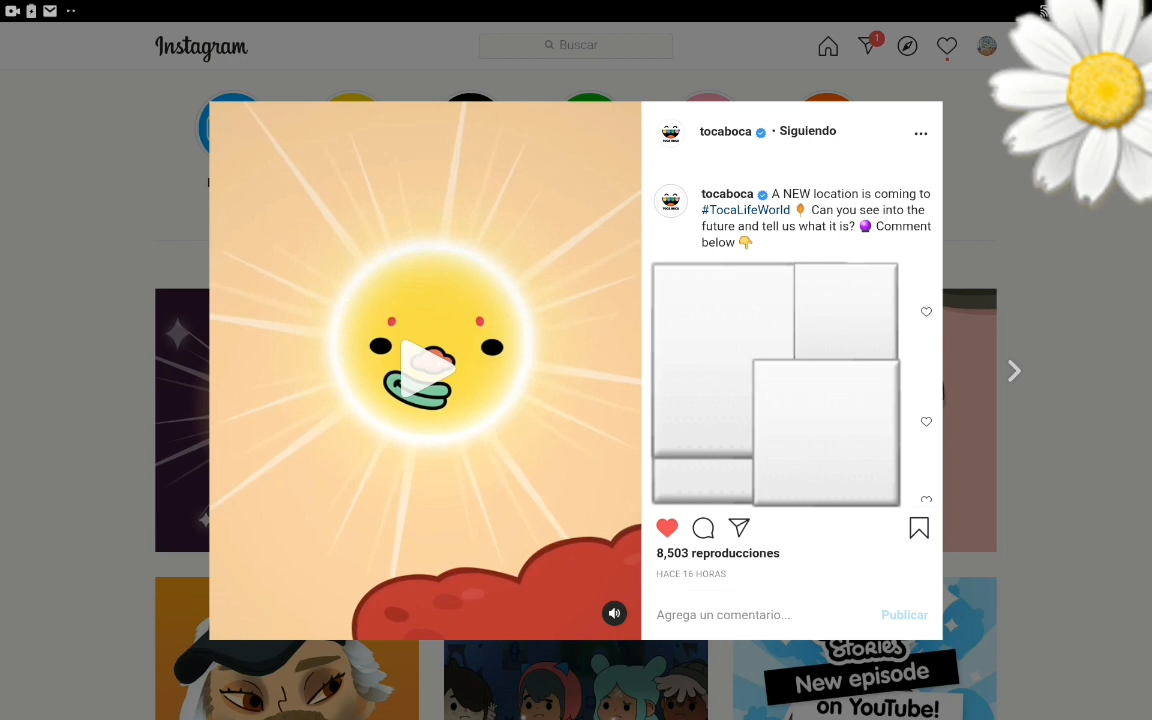 Instagram
Buscar
1
tocaboca • Siguiendo
tocaboca A NEW location is coming to
#TocaLifeWorld Can you see into the
future and tell us what it is? 🔮 Comment
below 👇
8,503 reproducciones
HACE 16 HORAS
Agrega un comentario...
Publicar
STORIES
New episode
on YouTube!